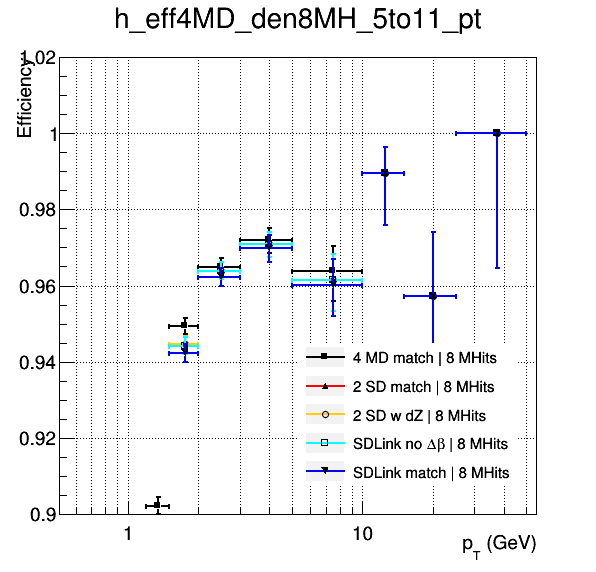 h_eff4MD_den8MH_5to11_pt
Efficiency
1.02
1
0.98
0.96
0.94
0.92
0.9
4 MD match | 8 MHits
2 SD match | 8 MHits
2 SD w dZ | 8 MHits
SDLink no Δβ | 8 MHits
SDLink match | 8 MHits
1
10
p_T (GeV)